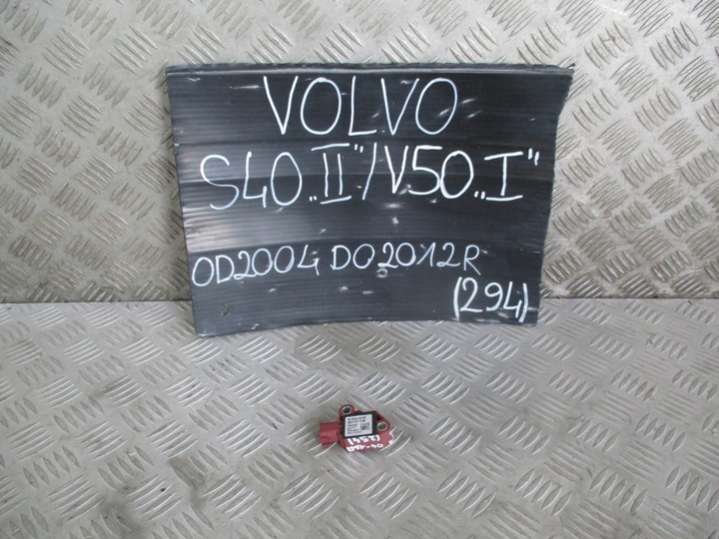 VOLVO
S40 „II"/V50 „I"
OD2004 DO2012R
(294)